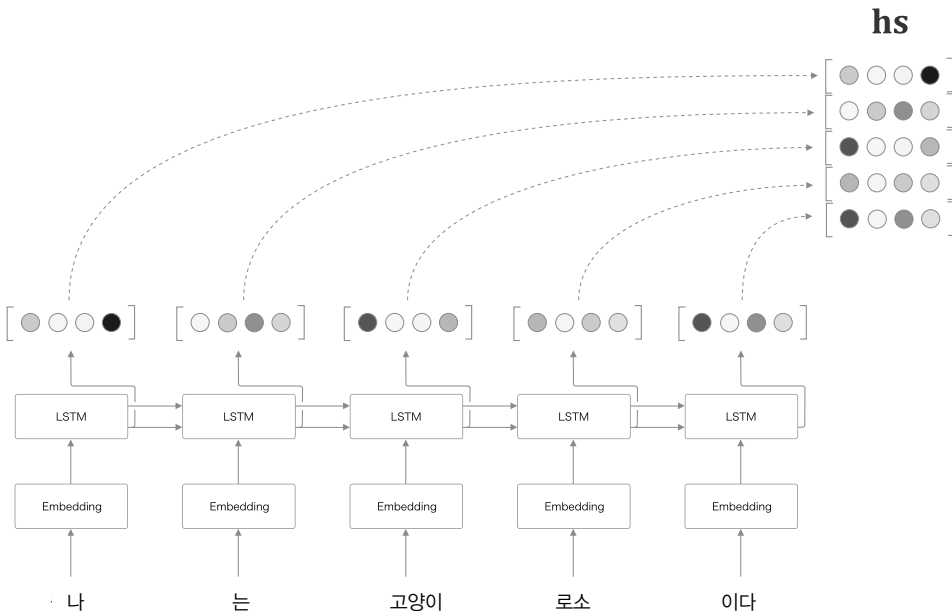 hs
LSTM LSTM LSTM LSTM LSTM
Embedding Embedding Embedding Embedding Embedding
나 는 고양이 로소 이다